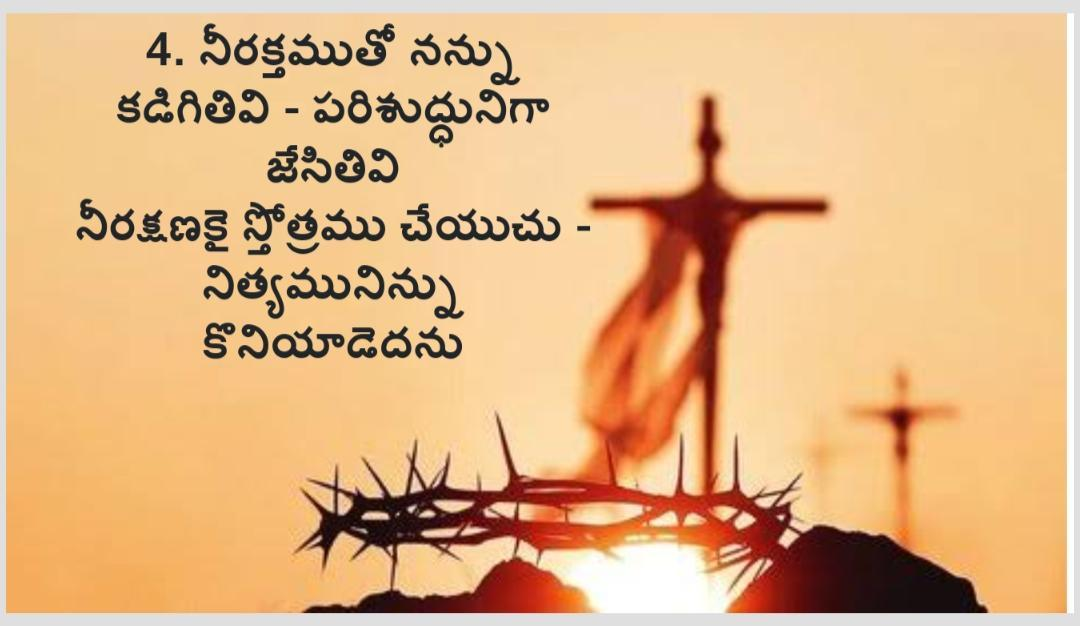 4. నీరక్తముతో నన్ను
కడిగితివి - పరిశుద్ధునిగా
జేసితివి
నీరక్షణకై స్తోత్రము చేయుచు -
నిత్యమునిన్ను
కొనియాడెదను